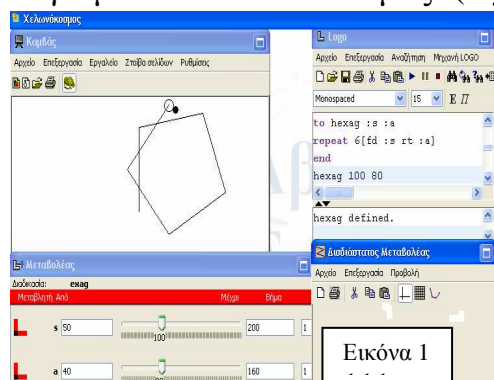 Χελωνόκοσμος
Καμβάς
Αρχείο Επεξεργασία Εργαλείο Στοίβα σελίδων Ρυθμίσεις
Logo
Αρχείο Επεξεργασία Αναζήτηση Μηχανή LOGO
Monospaced 15 Ε Π
to hexag :s :a
repeat 6[fd :s rt :a]
end
hexag 100 80
hexag defined.
Μεταβολέας
Διαδικασία: exag
Μεταβλητή Από Μέχρι Βήμα
s 50 100 200 1
a 40 160 1
Διαδιάστατος Μεταβολέας
Αρχείο Επεξεργασία Προβολή
Εικόνα 1